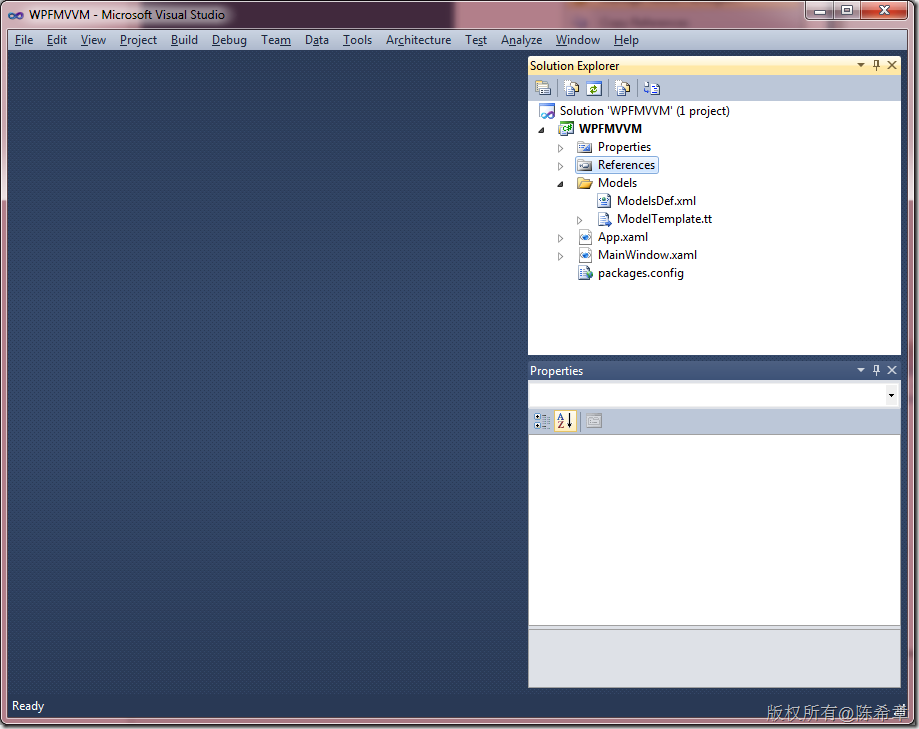 WPFMVVM - Microsoft Visual Studio
File Edit View Project Build Debug Team Data Tools Architecture Test Analyze Window Help
Solution Explorer
Solution 'WPFMVVM' (1 project)
WPFMVVM
Properties
References
Models
ModelsDef.xml
ModelTemplate.tt
App.xaml
MainWindow.xaml
packages.config
Properties
Ready
版权所有@陈希章